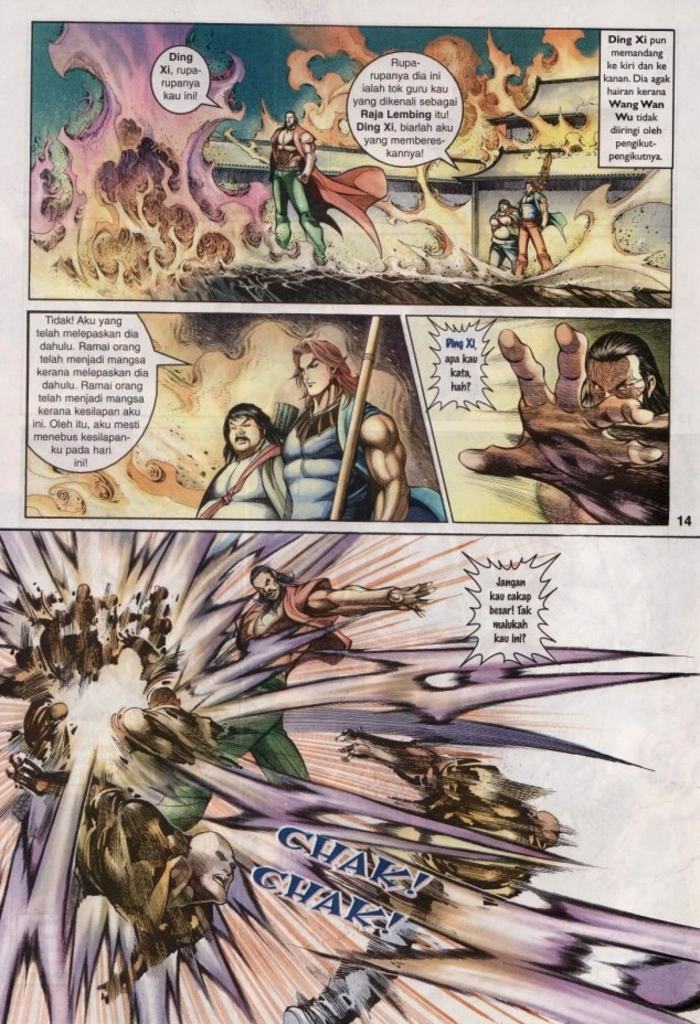 Ding
Xi, rupa-
rupanya
kau ini!
Rupa-
rupanya dia ini
ialah tok guru kau
yang dikenali sebagai
Raja Lembing itu!
Ding Xi, biarlah aku
yang memberes-
kannya!
Ding Xi pun
memandang
ke kiri dan ke
kanan. Dia agak
hairan kerana
Wang Wan
Wu tidak
diiringi oleh
pengikut-
pengikutnya.
Tidak! Aku yang
telah melepaskan dia
dahulu. Ramai orang
telah menjadi mangsa
kerana melepaskan dia
dahulu. Ramai orang
telah menjadi mangsa
kerana kesilapan aku
ini. Oleh itu, aku mesti
menebus kesilapan-
ku pada hari
ini!
Ding Xi,
apa kau
kata,
hah?
14
Jangan
kau cakap
besar! Tak
malukah
kau ini?
CHAK!
CHAK!